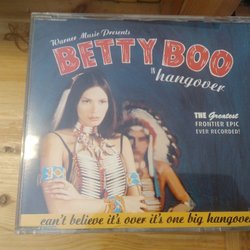 Warner Music Presents
BETTY BOO
in hangover
THE Greatest
FRONTIER EPIC
EVER RECORDED!
can't believe it's over it's one big hangover